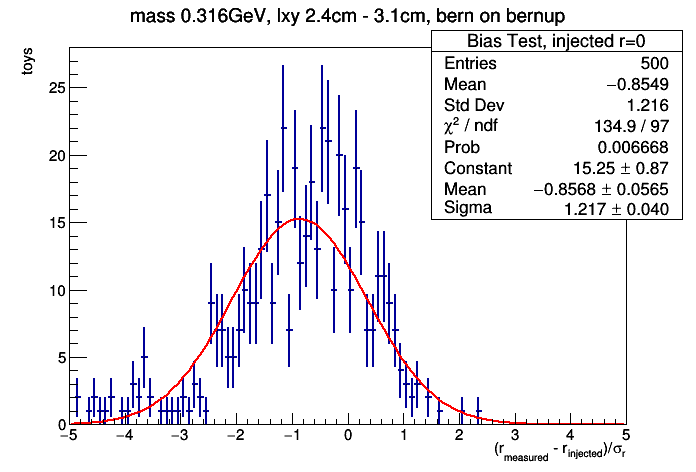 mass 0.316GeV, lxy 2.4cm - 3.1cm, bern on bernup
Bias Test, injected r=0
Entries 500
Mean −0.8549
Std Dev 1.216
χ² / ndf 134.9 / 97
Prob 0.006668
Constant 15.25 ± 0.87
Mean −0.8568 ± 0.0565
Sigma 1.217 ± 0.040
toys
25
20
15
10
5
0
−5 −4 −3 −2 −1 0 1 2 3 4 5
(r_measured - r_injected)/σ_r